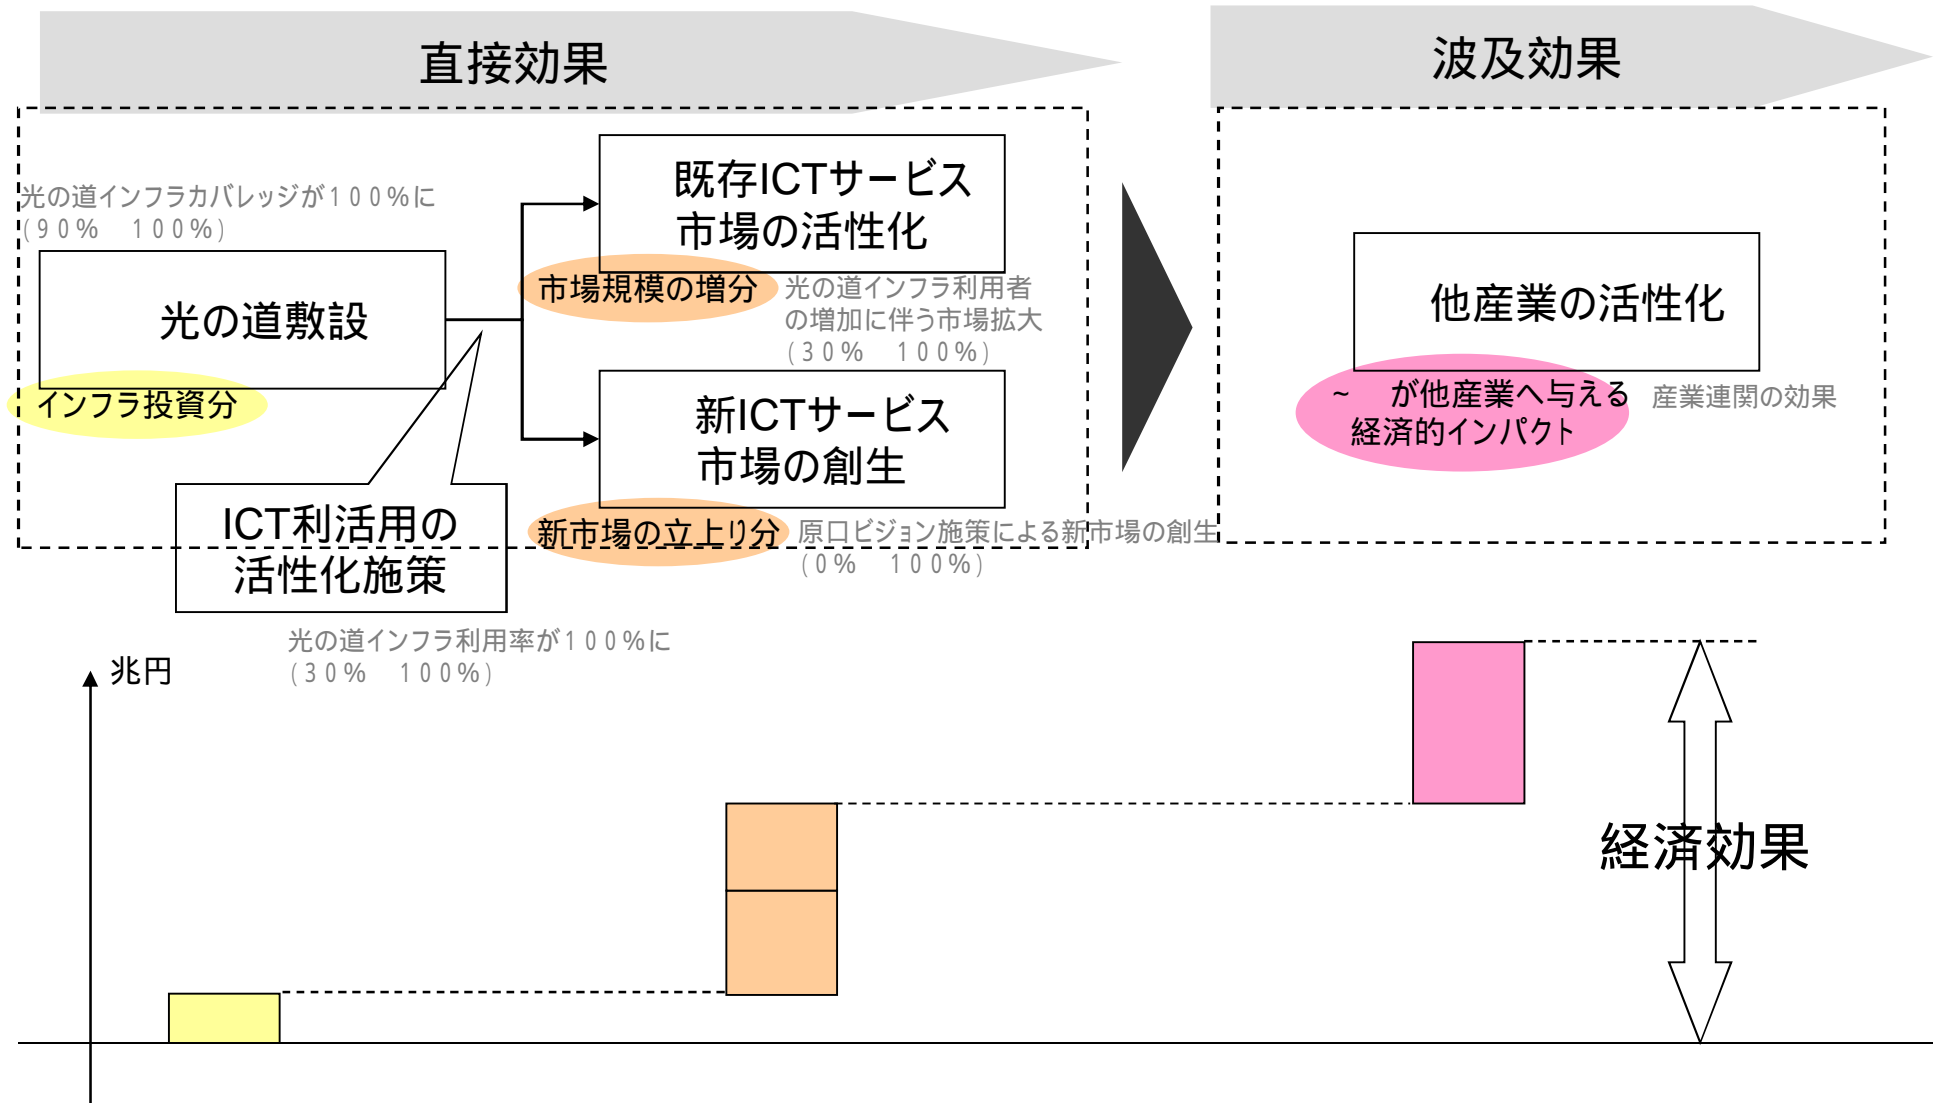 直接効果
波及効果
光の道インフラカバレッジが100%に
(90% 100%)
光の道敷設
インフラ投資分
既存ICTサービス
市場の活性化
市場規模の増分
光の道インフラ利用者
の増加に伴う市場拡大
(30% 100%)
新ICTサービス
市場の創生
新市場の立上り分
原口ビジョン施策による新市場の創生
(0% 100%)
ICT利活用の
活性化施策
光の道インフラ利用率が100%に
(30% 100%)
他産業の活性化
~ が他産業へ与える
経済的インパクト
産業連関の効果
兆円
経済効果